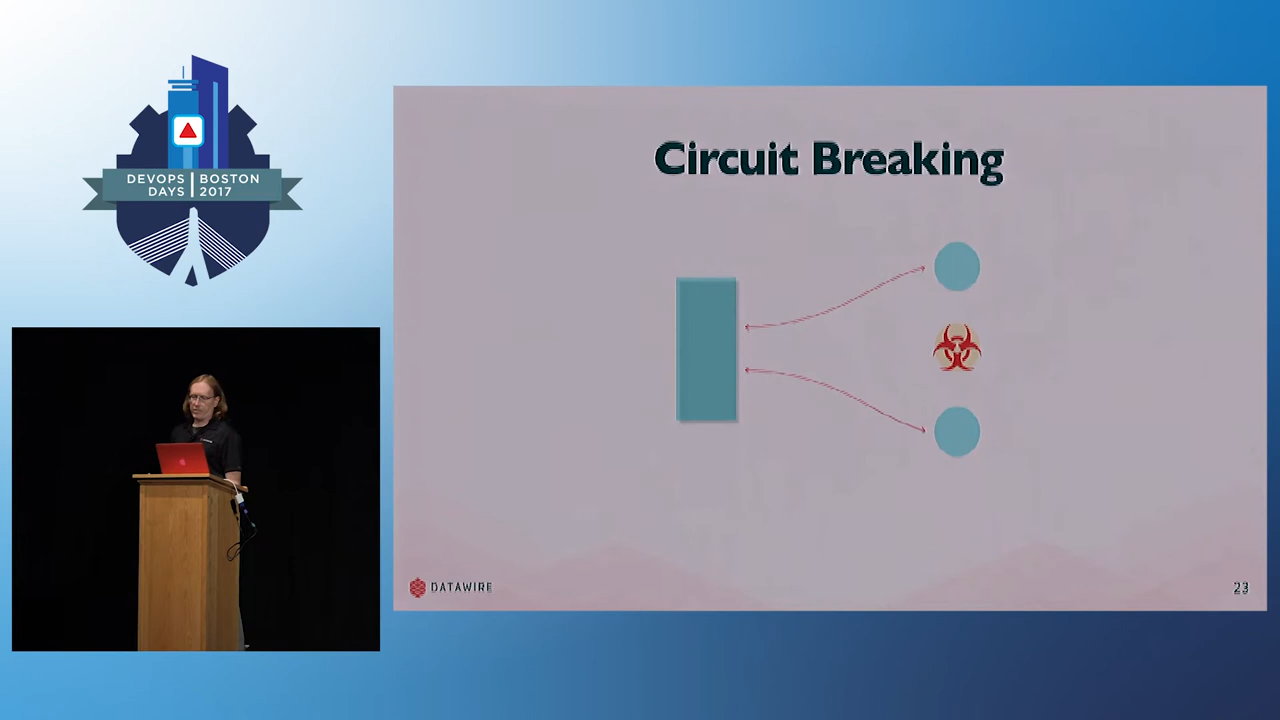 DEVOPS BOSTON
DAYS 2017
Circuit Breaking
DATAWIRE
23